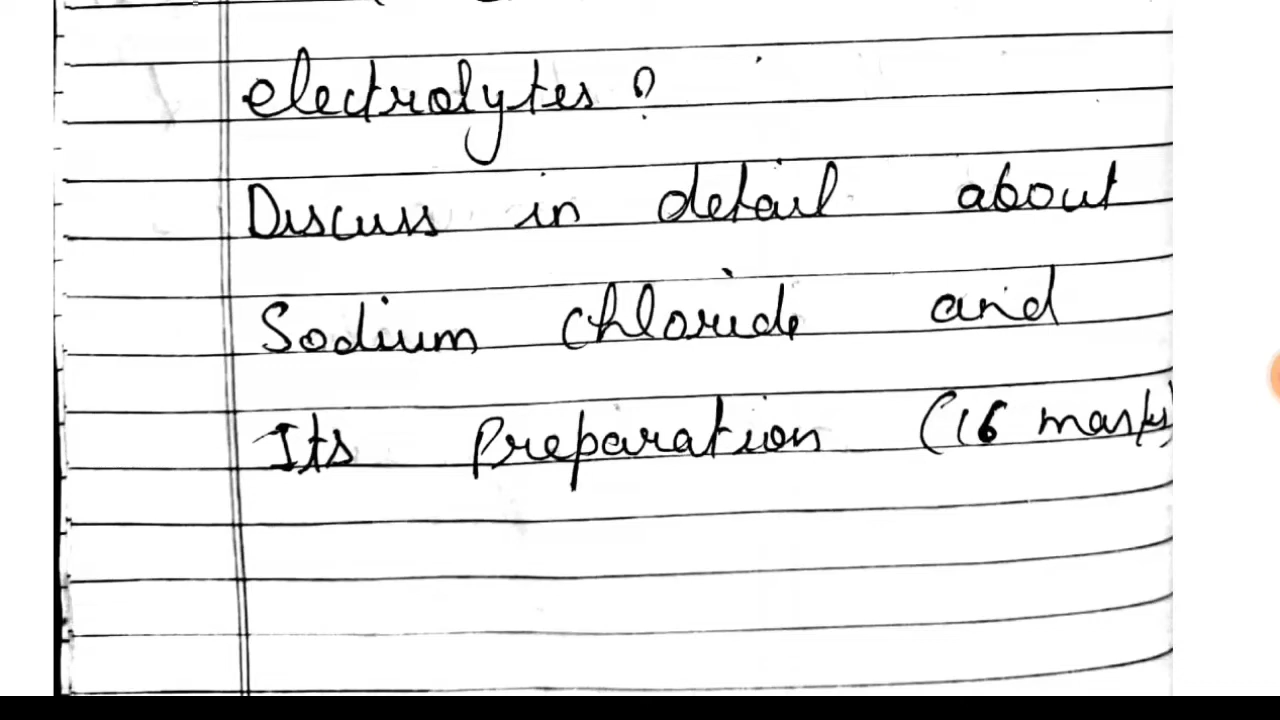 electrolytes?
Discuss in detail about
Sodium chloride and
Its Preparation (16 marks)